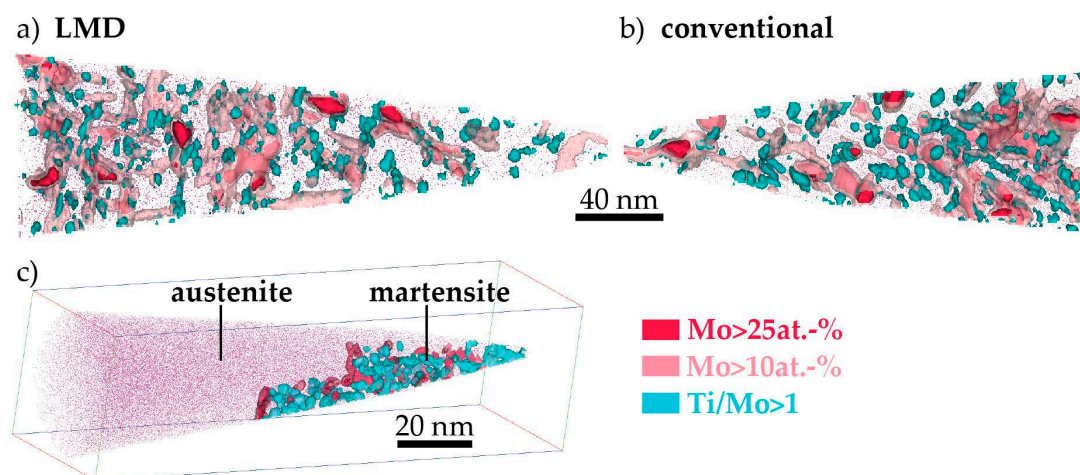 a) LMD
b) conventional
40 nm
c)
austenite
martensite
20 nm
Mo>25at.-%
Mo>10at.-%
Ti/Mo>1